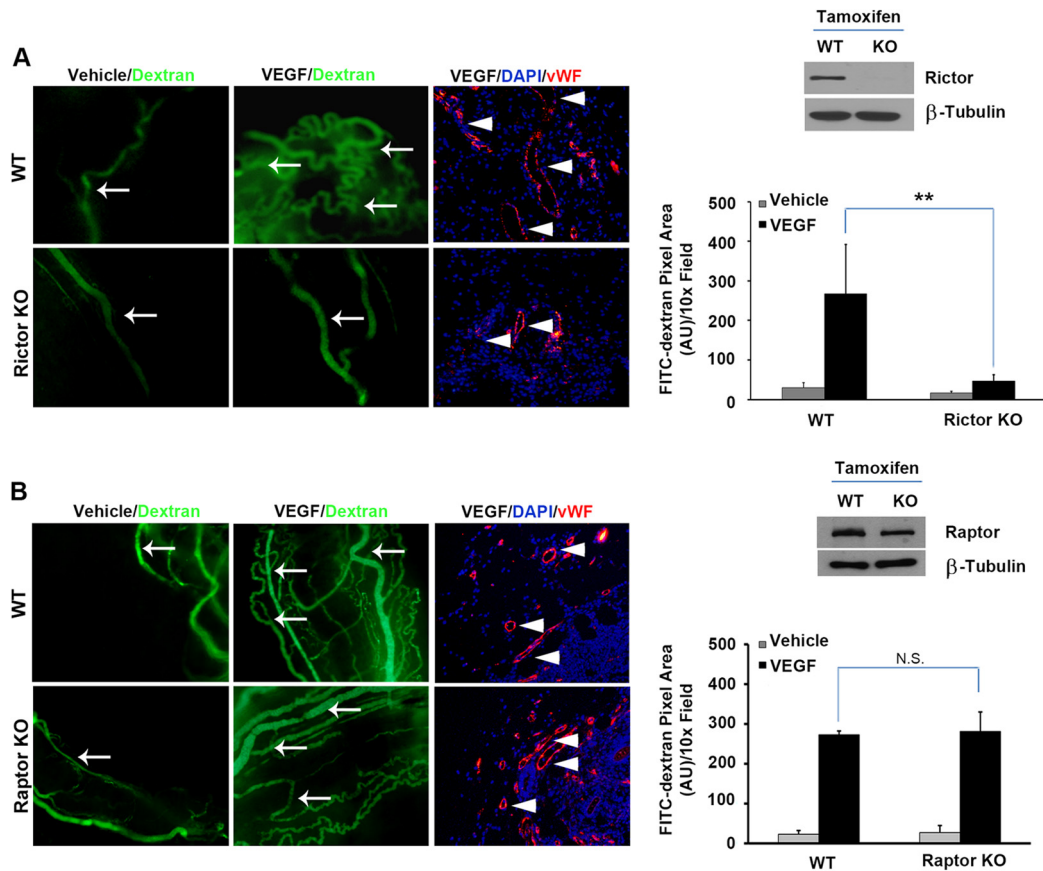 A
Vehicle/Dextran
VEGF/Dextran
VEGF/DAPI/vWF
WT
Rictor KO
Tamoxifen
WT KO
Rictor
β-Tubulin
Vehicle
VEGF
**
FITC-dextran Pixel Area
(AU)/10x Field
500
400
300
200
100
0
WT
Rictor KO
B
Vehicle/Dextran
VEGF/Dextran
VEGF/DAPI/vWF
WT
Raptor KO
Tamoxifen
WT KO
Raptor
β-Tubulin
Vehicle
VEGF
N.S.
FITC-dextran Pixel Area
(AU)/10x Field
500
400
300
200
100
0
WT
Raptor KO